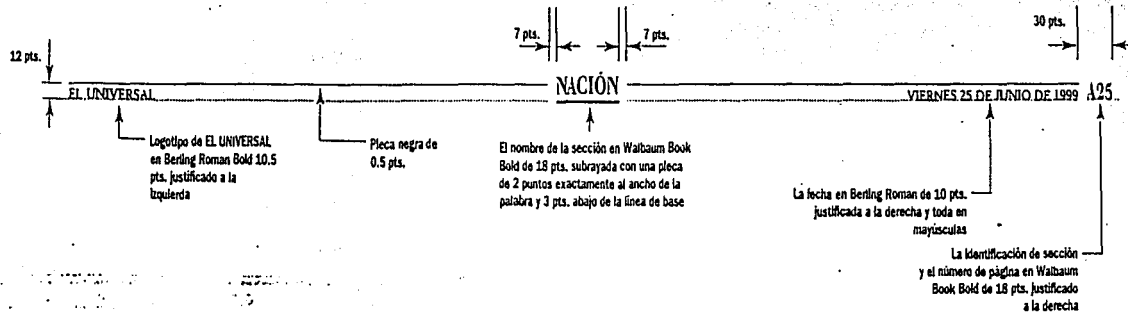 7 pts.
7 pts.
30 pts.
12 pts.
EL UNIVERSAL
NACIÓN
VIERNES 25 DE JUNIO DE 1999 A25
Logotipo de EL UNIVERSAL
en Berling Roman Bold 10.5
pts. justificado a la
izquierda
Pleca negra de
0.5 pts.
El nombre de la sección en Walbaum Book
Bold de 18 pts. subrayada con una pleca
de 2 puntos exactamente al ancho de la
palabra y 3 pts. abajo de la línea de base
La fecha en Berling Roman de 10 pts.
justificada a la derecha y toda en
mayúsculas
La identificación de sección
y el número de página en Walbaum
Book Bold de 18 pts. justificado
a la derecha